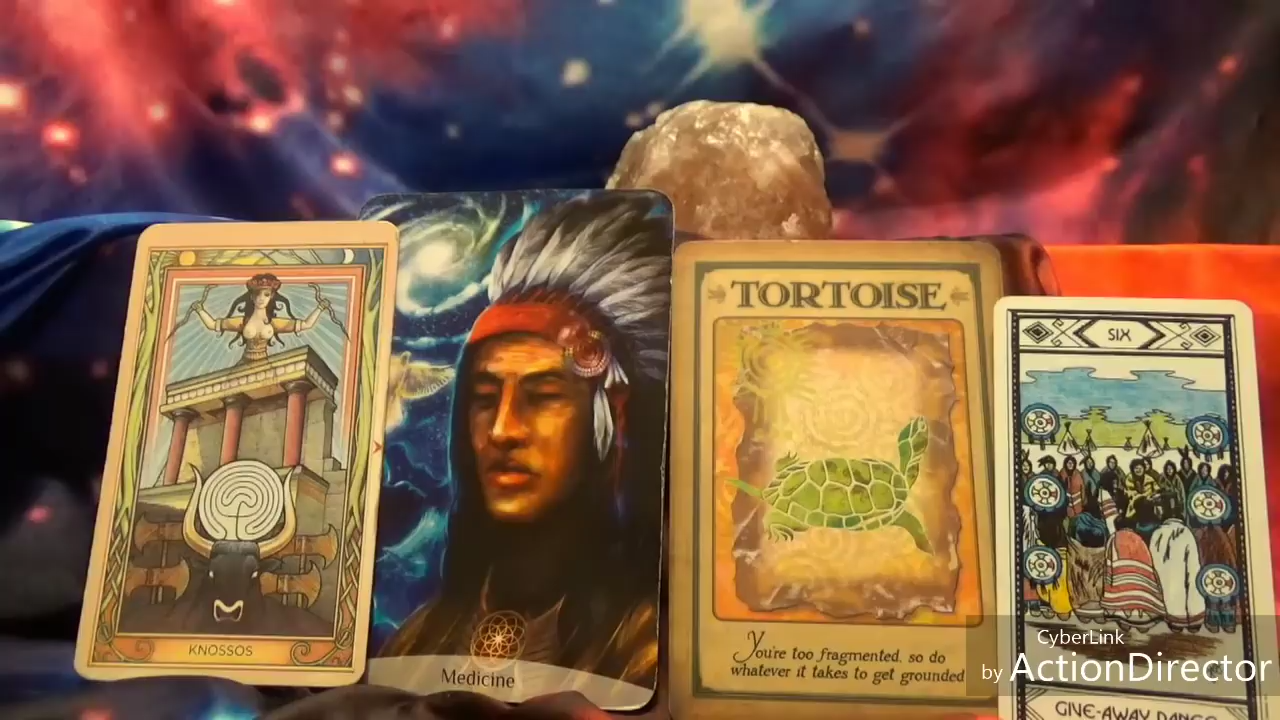 KNOSSOS
Medicine
TORTOISE
You're too fragmented, so do
whatever it takes to get grounded
SIX
GIVE-AWAY DANCE
CyberLink
by ActionDirector